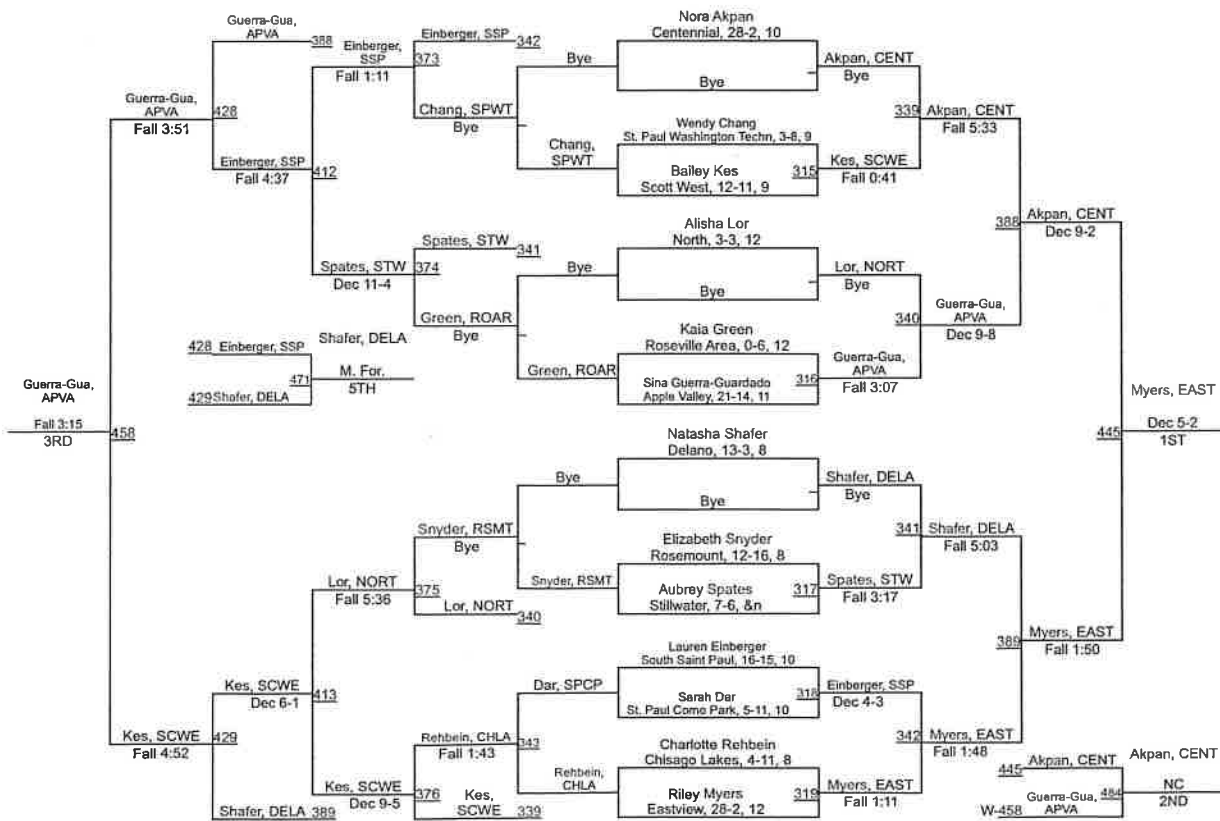 Guerra-Gua,
APVA
388
Guerra-Gua,
APVA
Fall 3:51
428
Einberger, SSP
Fall 4:37
412
Einberger,
SSP
Fall 1:11
373
Einberger, SSP
342
Chang, SPWT
Bye
Bye
Chang,
SPWT
Spates, STW
Dec 11-4
374
Spates, STW
341
Green, ROAR
Bye
Bye
Green, ROAR
Nora Akpan
Centennial, 28-2, 10
Bye
Akpan, CENT
Bye
Wendy Chang
St. Paul Washington Techn, 3-8, 9
Bailey Kes
Scott West, 12-11, 9
315
Kes, SCWE
Fall 0:41
339
Akpan, CENT
Fall 5:33
Alisha Lor
North, 3-3, 12
Bye
Lor, NORT
Bye
Kaia Green
Roseville Area, 0-6, 12
Sina Guerra-Guardado
Apple Valley, 21-14, 11
316
Guerra-Gua,
APVA
Fall 3:07
340
Guerra-Gua,
APVA
Dec 9-8
388
Akpan, CENT
Dec 9-2
428
Einberger, SSP
429
Shafer, DELA
471
Shafer, DELA
M. For.
5TH
Guerra-Gua,
APVA
Fall 3:15
3RD
458
445
Myers, EAST
Dec 5-2
1ST
Natasha Shafer
Delano, 13-3, 8
Bye
Shafer, DELA
Bye
Elizabeth Snyder
Rosemount, 12-16, 8
Aubrey Spates
Stillwater, 7-6, &n
317
Spates, STW
Fall 3:17
341
Shafer, DELA
Fall 5:03
Bye
Snyder, RSMT
Bye
Snyder, RSMT
Lor, NORT
Fall 5:36
375
Lor, NORT
340
Lauren Einberger
South Saint Paul, 16-15, 10
Sarah Dar
St. Paul Como Park, 5-11, 10
318
Einberger, SSP
Dec 4-3
Charlotte Rehbein
Chisago Lakes, 4-11, 8
Riley Myers
Eastview, 28-2, 12
319
Myers, EAST
Fall 1:11
342
Myers, EAST
Fall 1:48
389
Myers, EAST
Fall 1:50
Dar, SPCP
Rehbein, CHLA
Fall 1:43
343
Rehbein,
CHLA
Kes, SCWE
Dec 9-5
376
Kes,
SCWE
339
Kes, SCWE
Dec 6-1
413
Kes, SCWE
Fall 4:52
429
Shafer, DELA
389
445
Akpan, CENT
W-458
Guerra-Gua,
APVA
484
Akpan, CENT
NC
2ND